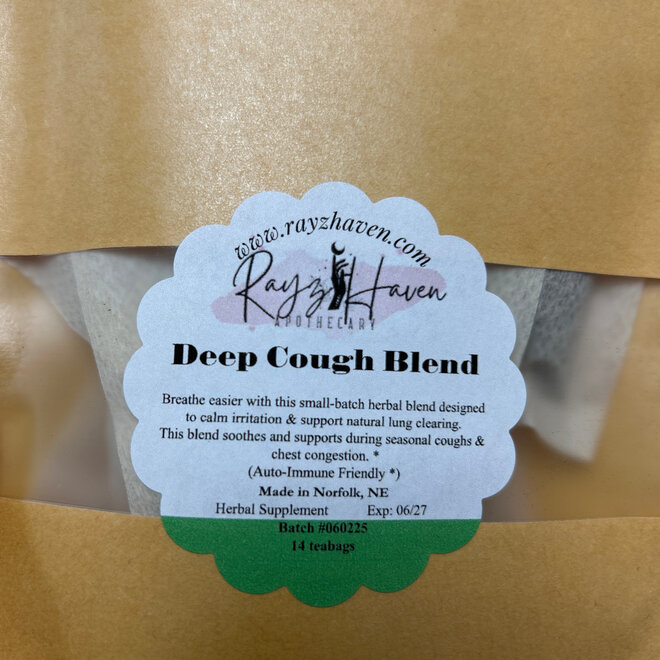 www.rayzhaven.com
Rayz Haven
APOTHECARY
Deep Cough Blend
Breathe easier with this small-batch herbal blend designed
to calm irritation & support natural lung clearing.
This blend soothes and supports during seasonal coughs &
chest congestion. *
(Auto-Immune Friendly *)
Made in Norfolk, NE
Herbal Supplement Exp: 06/27
Batch #060225
14 teabags